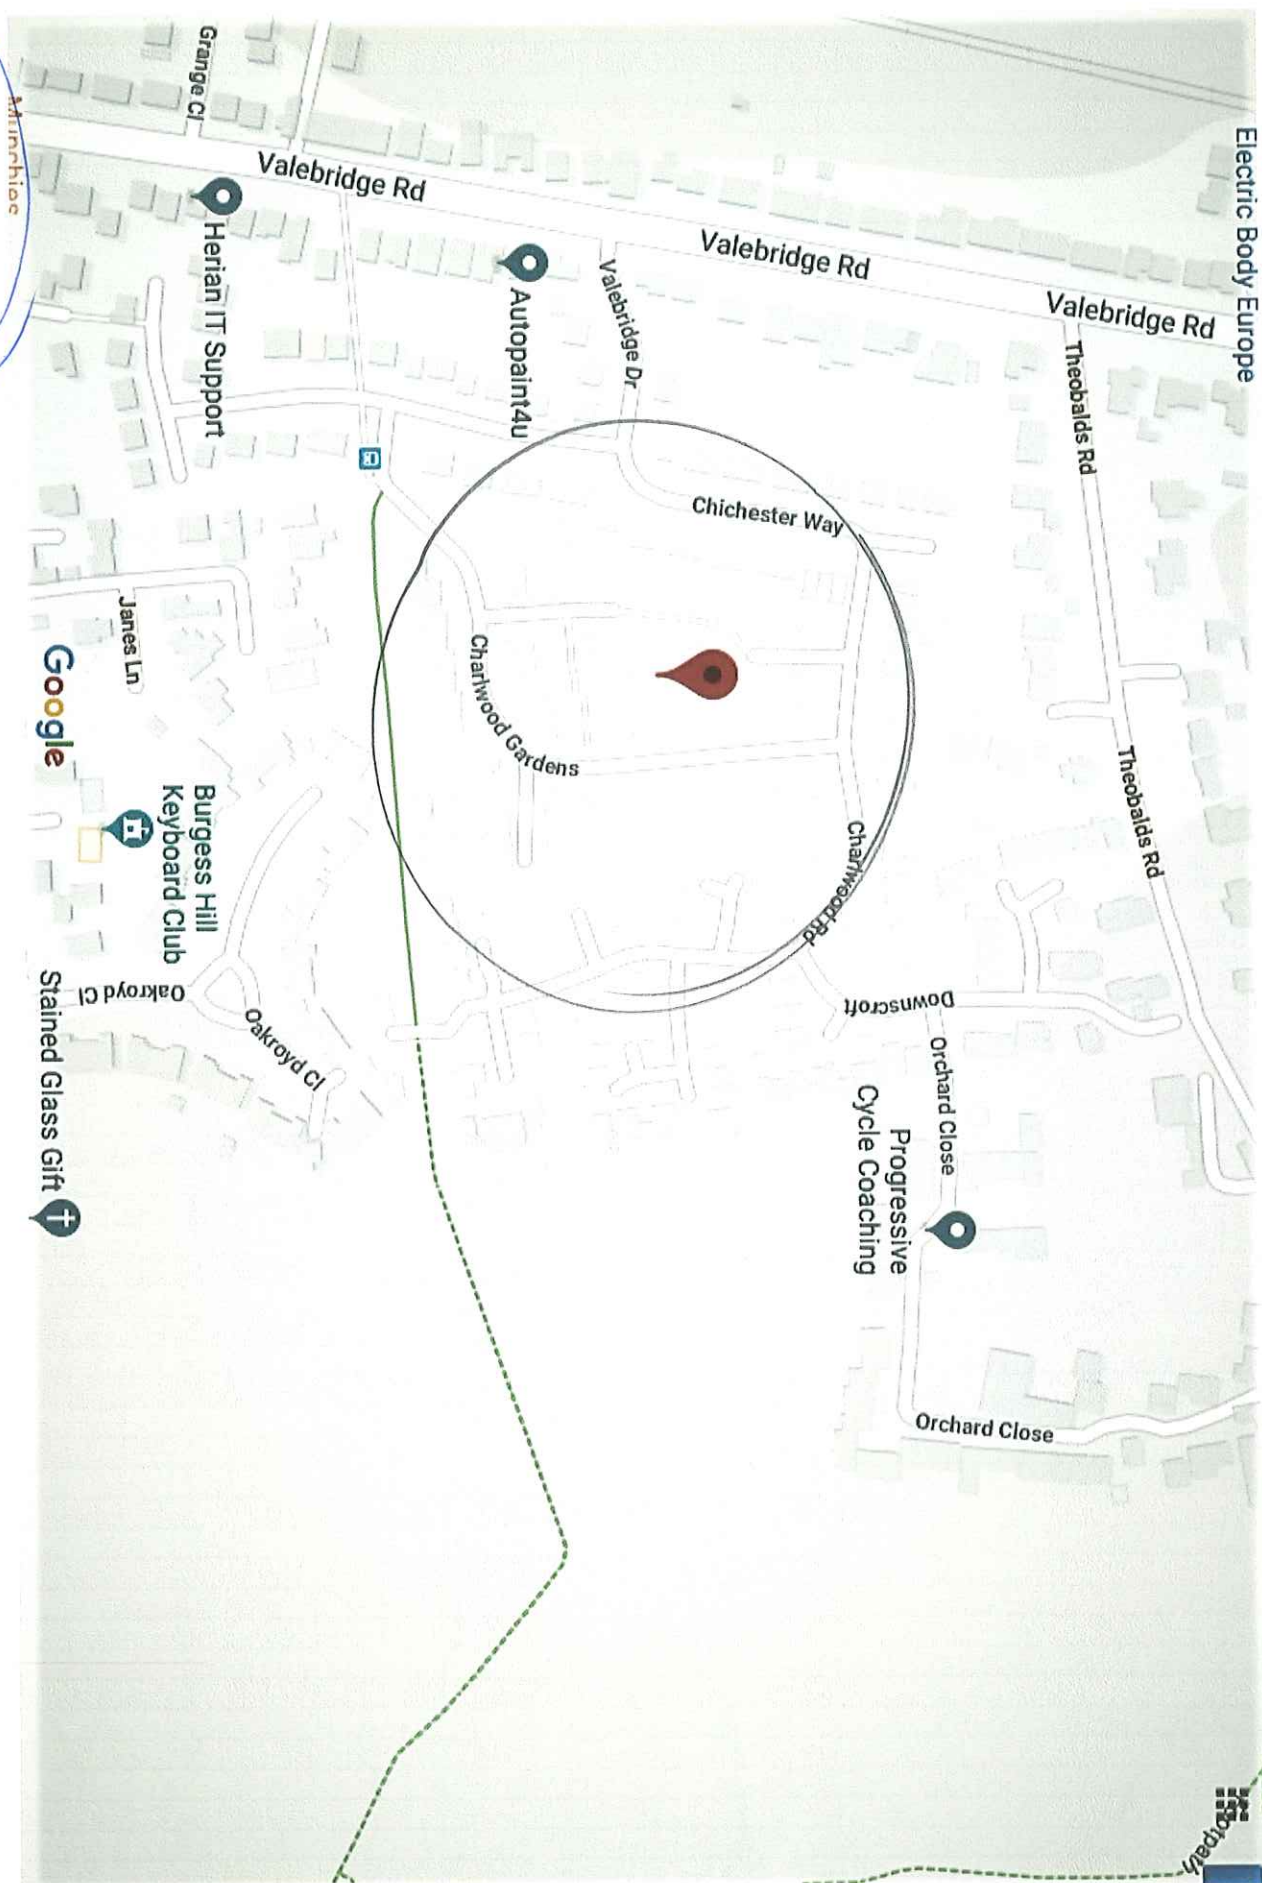 Electric Body Europe
Grange Cl
Valebridge Rd
Valebridge Rd
Valebridge Rd
Herian IT Support
Autopaint4u
Valebridge Dr
Theobalds Rd
Chichester Way
Janes Ln
Charlwood Gardens
Google
Theobalds Rd
Charlwood Rd
Burgess Hill
Keyboard Club
Oakroyd Cl
Oakroyd Cl
Downscroft
Orchard Close
Stained Glass Gift
Progressive
Cycle Coaching
Orchard Close
Munchies